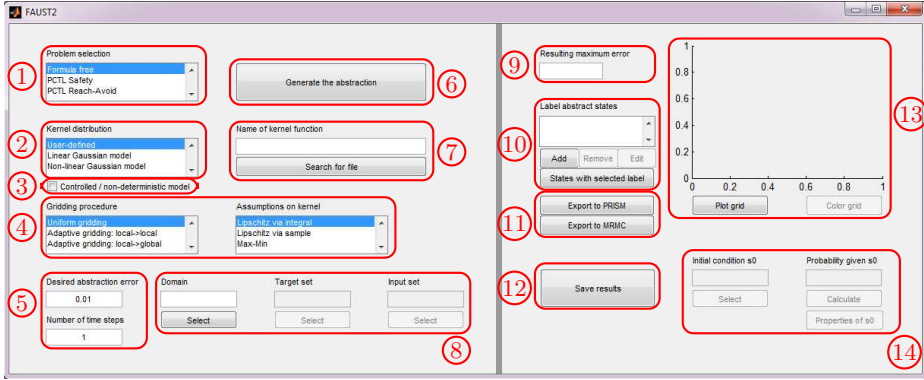 FAUST2
Problem selection
1
Formula free
PCTL Safety
PCTL Reach-Avoid
Generate the abstraction
6
2
Kernel distribution
User-defined
Linear Gaussian model
Non-linear Gaussian model
Name of kernel function
Search for file
7
3
Controlled / non-deterministic model
4
Gridding procedure
Uniform gridding
Adaptive gridding: local->local
Adaptive gridding: local->global
Assumptions on kernel
Lipschitz via integral
Lipschitz via sample
Max-Min
5
Desired abstraction error
0.01
Number of time steps
1
Domain
Select
Target set
Select
Input set
Select
8
9
Resulting maximum error
10
Label abstract states
Add Remove Edit
States with selected label
11
Export to PRISM
Export to MRMC
12
Save results
1
0.8
0.6
0.4
0.2
0
0 0.2 0.4 0.6 0.8 1
Plot grid Color grid
13
Initial condition s0
Select
Probability given s0
Calculate
Properties of s0
14